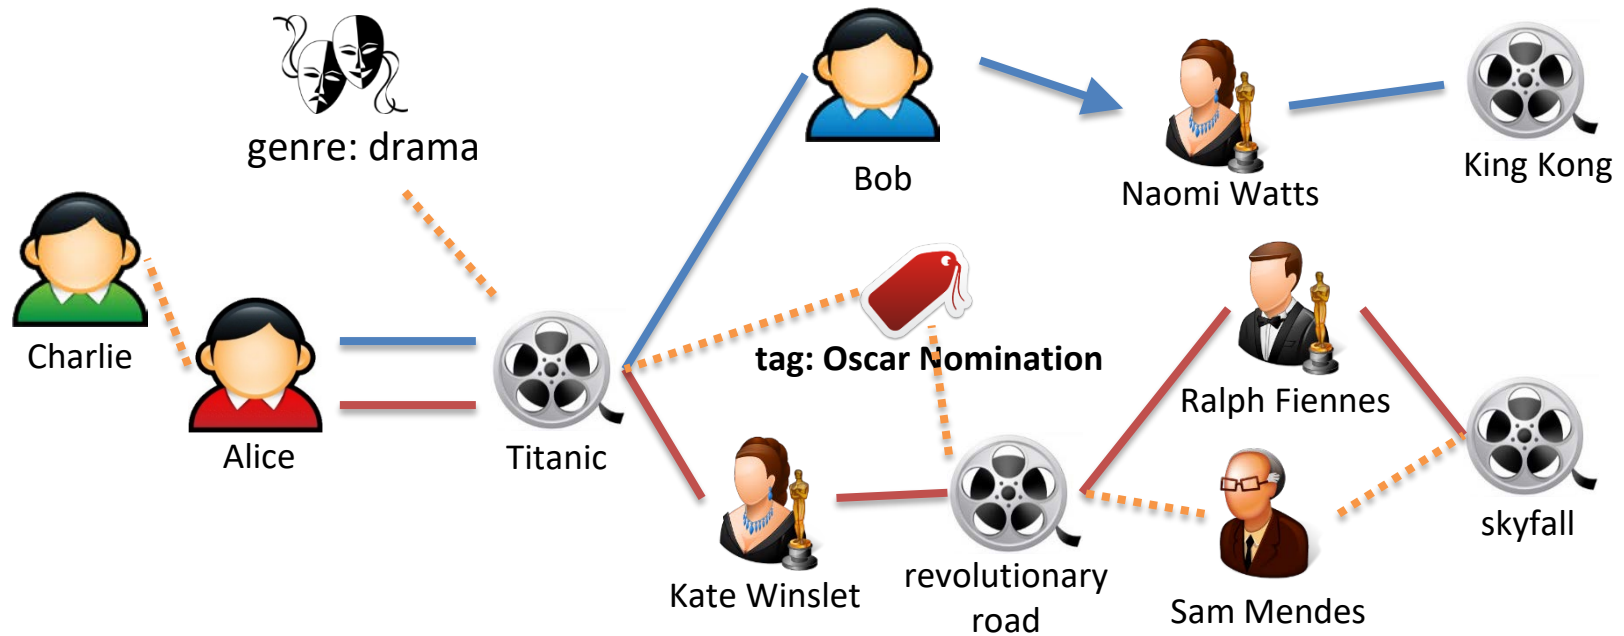 genre: drama
Bob
Naomi Watts
King Kong
Charlie
Alice
Titanic
tag: Oscar Nomination
Ralph Fiennes
Kate Winslet
revolutionary
road
Sam Mendes
skyfall